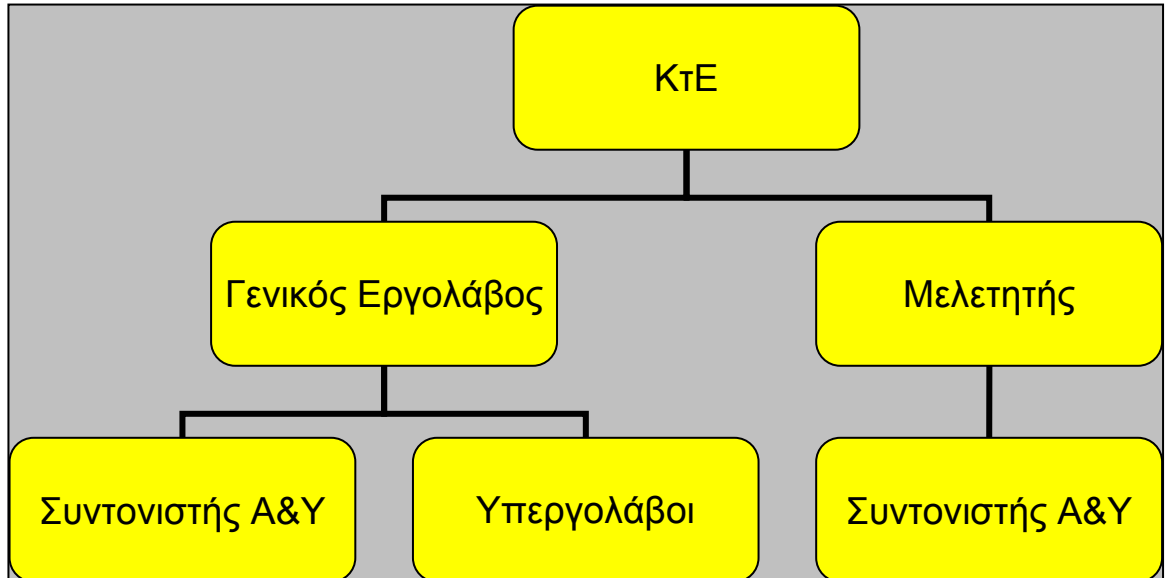 ΚτΕ
Γενικός Εργολάβος
Μελετητής
Συντονιστής Α&Υ
Υπεργολάβοι
Συντονιστής Α&Υ